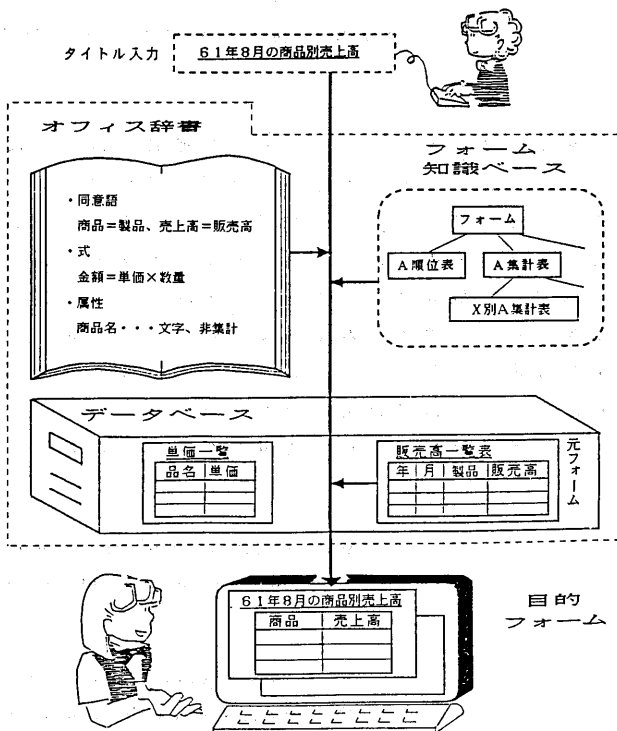 タイトル入力
61年8月の商品別売上高
オフィス辞書
・同意語
商品=製品、売上高=販売高
・式
金額=単価×数量
・属性
商品名・・・文字、非集計
フォーム
知識ベース
フォーム
A順位表
A集計表
X別A集計表
データベース
単価一覧
品名 単価
販売高一覧表
年 月 製品 販売高
元フォーム
61年8月の商品別売上高
商品 売上高
目的
フォーム